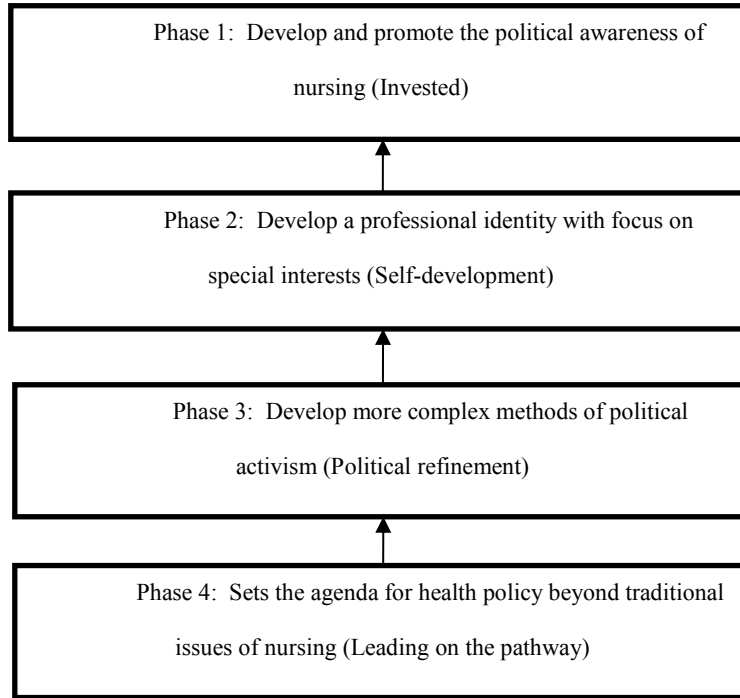 Phase 1:  Develop and promote the political awareness of
nursing (Invested)
Phase 2:  Develop a professional identity with focus on
special interests (Self-development)
Phase 3:  Develop more complex methods of political
activism (Political refinement)
Phase 4:  Sets the agenda for health policy beyond traditional
issues of nursing (Leading on the pathway)